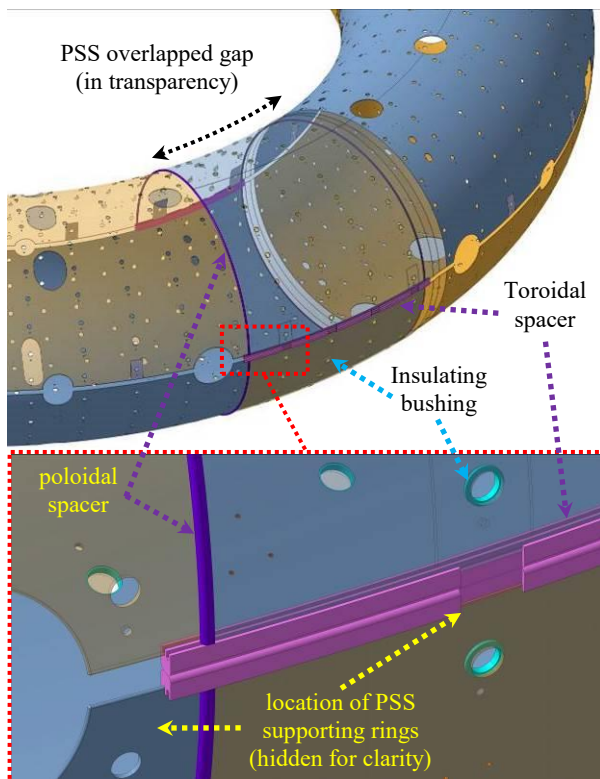 PSS overlapped gap
(in transparency)
Toroidal
spacer
Insulating
bushing
poloidal
spacer
location of PSS
supporting rings
(hidden for clarity)